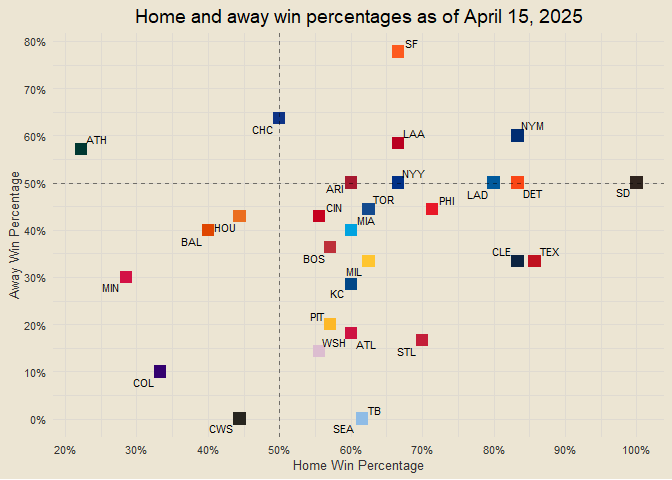 Home and away win percentages as of April 15, 2025
80%
SF
70%
CHC
NYM
60%
ATH
LAA
50%
ARI
NYY
LAD
DET
SD
TOR
PHI
CIN
MIA
40%
HOU
BAL
BOS
CLE
TEX
MIL
30%
MIN
KC
20%
PIT
WSH
ATL
STL
10%
COL
0%
CWS
SEA
TB
20%
30%
40%
50%
60%
70%
80%
90%
100%
Home Win Percentage
Away Win Percentage